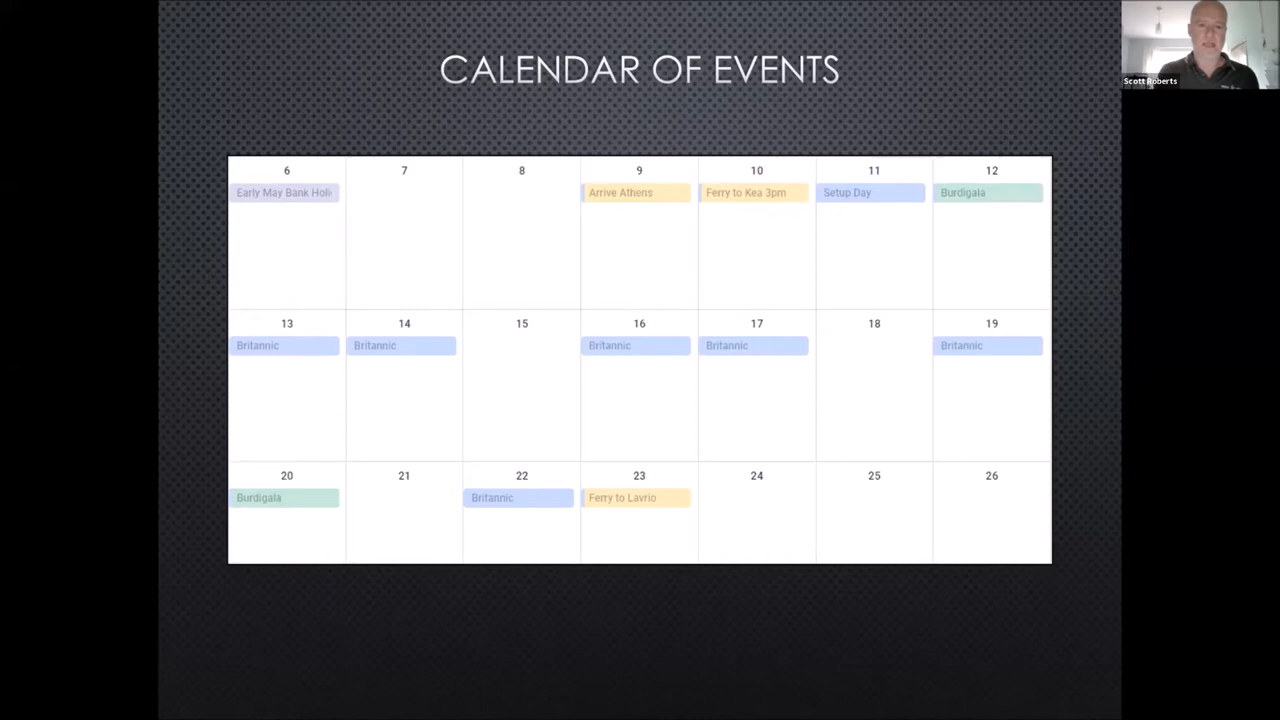 CALENDAR OF EVENTS
Scott Roberts
6 7 8 9 10 11 12
Early May Bank Holi Arrive Athens Ferry to Kea 3pm Setup Day Burdigala
13 14 15 16 17 18 19
Britannic Britannic Britannic Britannic Britannic
20 21 22 23 24 25 26
Burdigala Britannic Ferry to Lavrio